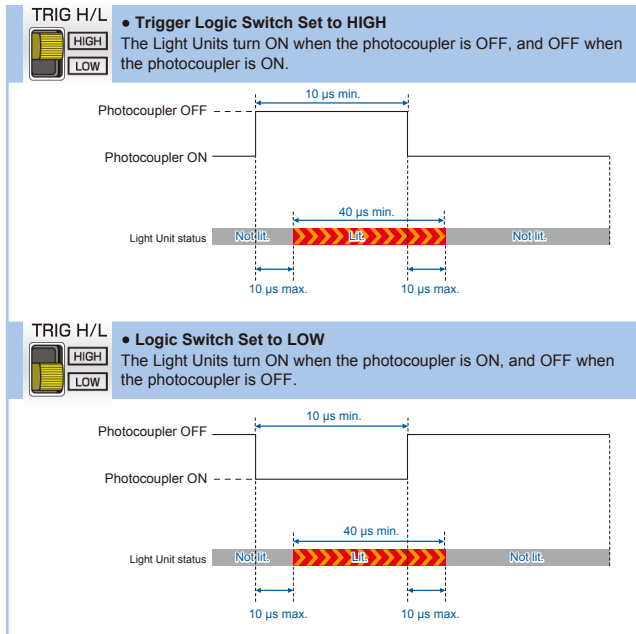 TRIG H/L
HIGH
LOW
● Trigger Logic Switch Set to HIGH
The Light Units turn ON when the photocoupler is OFF, and OFF when
the photocoupler is ON.
10 µs min.
Photocoupler OFF
Photocoupler ON
40 µs min.
Light Unit status Not lit. Lit. Not lit.
10 µs max. 10 µs max.
TRIG H/L
HIGH
LOW
● Logic Switch Set to LOW
The Light Units turn ON when the photocoupler is ON, and OFF when
the photocoupler is OFF.
10 µs min.
Photocoupler OFF
Photocoupler ON
40 µs min.
Light Unit status Not lit. Lit. Not lit.
10 µs max. 10 µs max.